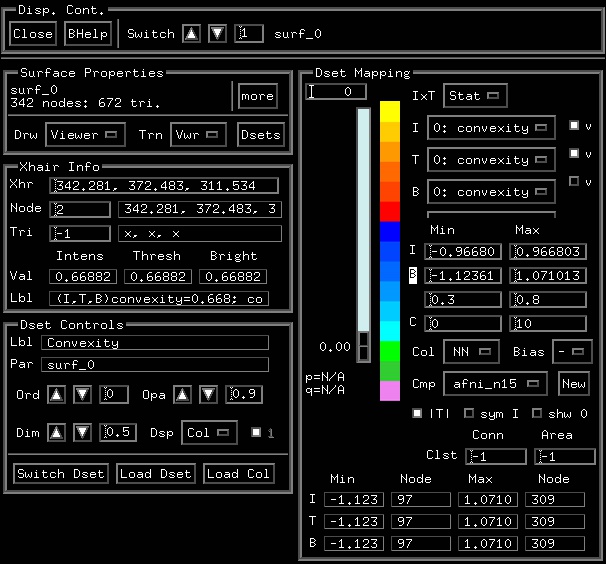 Disp. Cont.
Close BHelp Switch 1 surf_0
Surface Properties
surf_0
342 nodes: 672 tri.
more
Drw Viewer Trn Vwr Dsets
Xhair Info
Xhr 342.281, 372.483, 311.534
Node 2 342.281, 372.483, 3
Tri -1 x, x, x
Intens Thresh Bright
Val 0.66882 0.66882 0.66882
Lbl (I,T,B)convexity=0.668; co
Dset Controls
Lbl Convexity
Par surf_0
Ord 0 Opa 0.9
Dim 0.5 Dsp Col 1
Switch Dset Load Dset Load Col
Dset Mapping
I 0
0.00
p=N/A
q=N/A
IxT Stat
I 0: convexity v
T 0: convexity v
B 0: convexity v
Min Max
I -0.96680 0.966803
B -1.12361 1.071013
0.3 0.8
C 0 10
Col NN Bias -
Cmp afni_n15 New
|T| sym I shw 0
Conn Area
Clst -1 -1
Min Node Max Node
I -1.123 97 1.0710 309
T -1.123 97 1.0710 309
B -1.123 97 1.0710 309